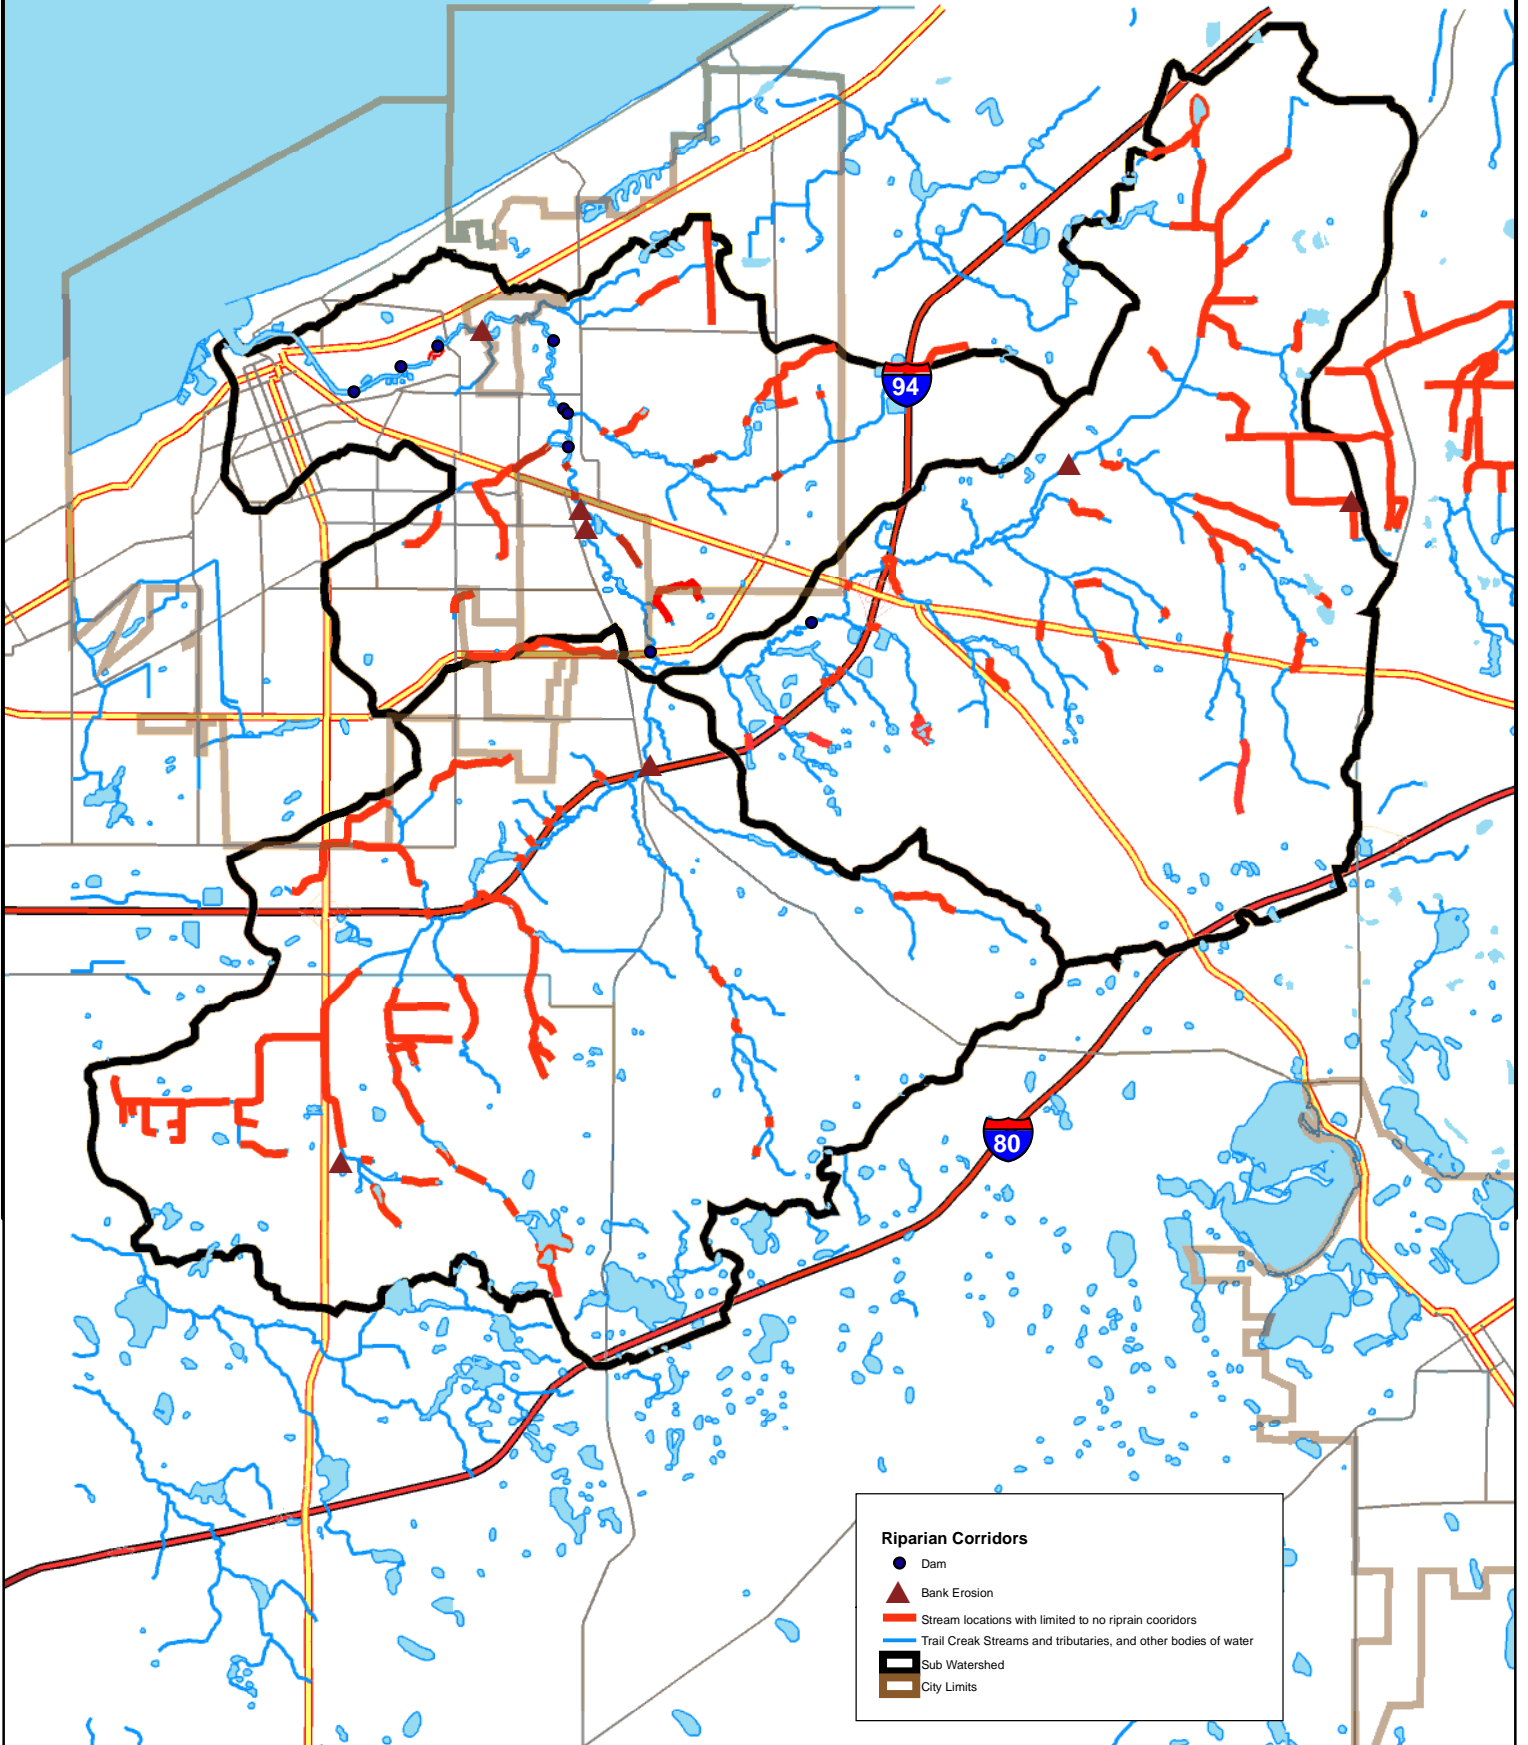 94
80
Riparian Corridors
Dam
Bank Erosion
Stream locations with limited to no riprain cooridors
Trail Creak Streams and tributaries, and other bodies of water
Sub Watershed
City Limits